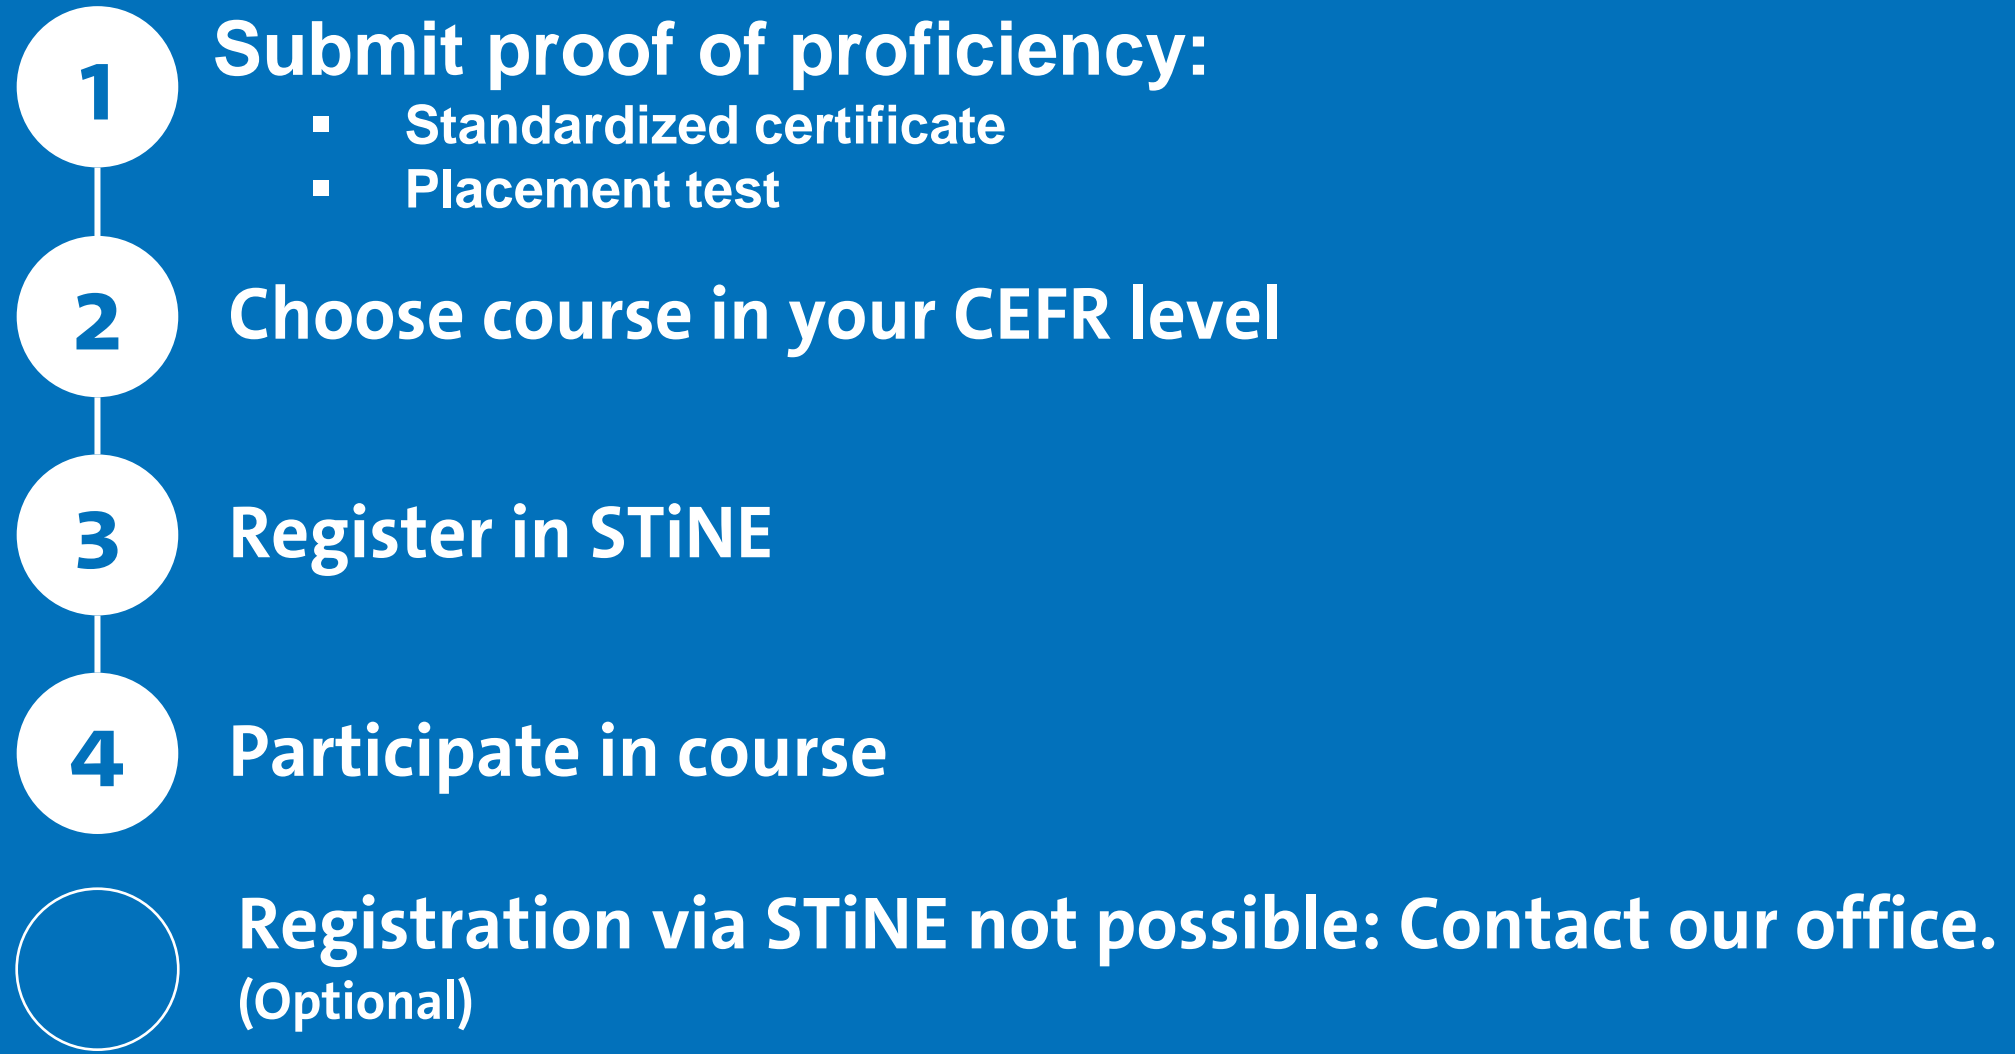 1
Submit proof of proficiency:
▪ Standardized certificate
▪ Placement test
2
Choose course in your CEFR level
3
Register in STiNE
4
Participate in course
Registration via STiNE not possible: Contact our office.
(Optional)